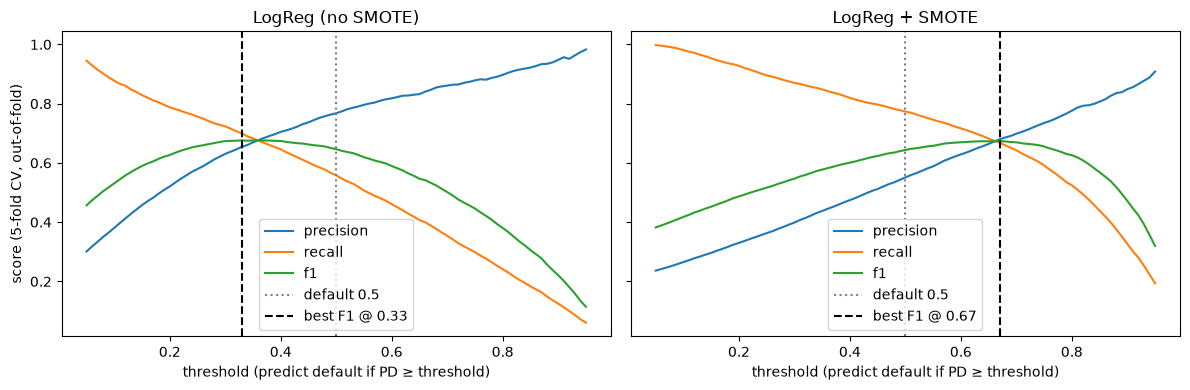 LogReg (no SMOTE)
LogReg + SMOTE
score (5-fold CV, out-of-fold)
1.0
0.8
0.6
0.4
0.2
precision
recall
f1
default 0.5
best F1 @ 0.33
precision
recall
f1
default 0.5
best F1 @ 0.67
0.2 0.4 0.6 0.8
0.2 0.4 0.6 0.8
threshold (predict default if PD ≥ threshold)
threshold (predict default if PD ≥ threshold)